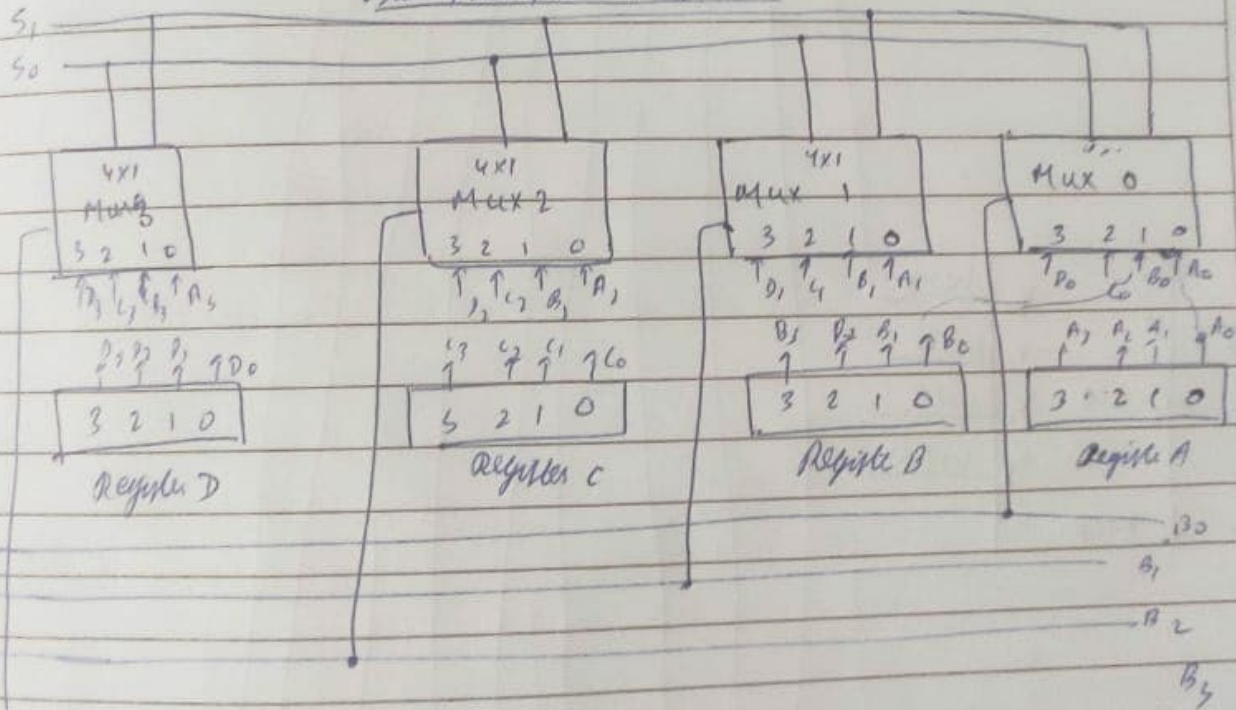 S1
S0
4x1 4x1 4x1
Mux3 Mux 2 Mux 1 Mux 0
3 2 1 0 3 2 1 0 3 2 1 0 3 2 1 0
D3 C3 B3 A3 D1 C1 B1 A1 D0 C0 B0 A0
D3 D2 D1 D0 C3 C2 C1 C0 B3 B2 B1 B0 A3 A2 A1 A0
3 2 1 0 3 2 1 0 3 2 1 0 3 2 1 0
Register D Register C Register B Register A
B0
B1
B2
B3